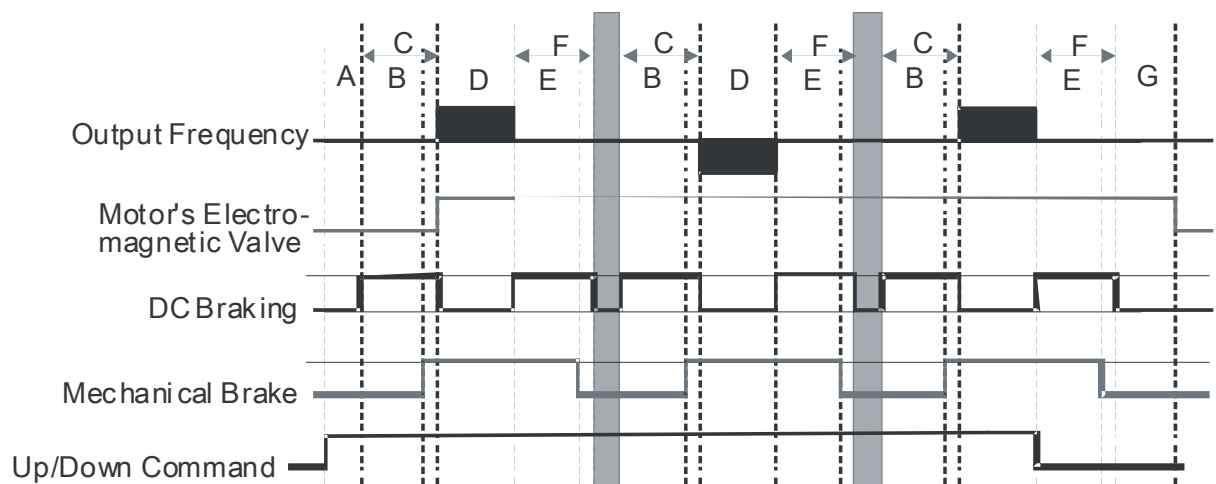 C F C F C F
A B D E B D E B E G
Output Frequency
Motor's Electro-
magnetic Valve
DC Braking
Mechanical Brake
Up/Down Command